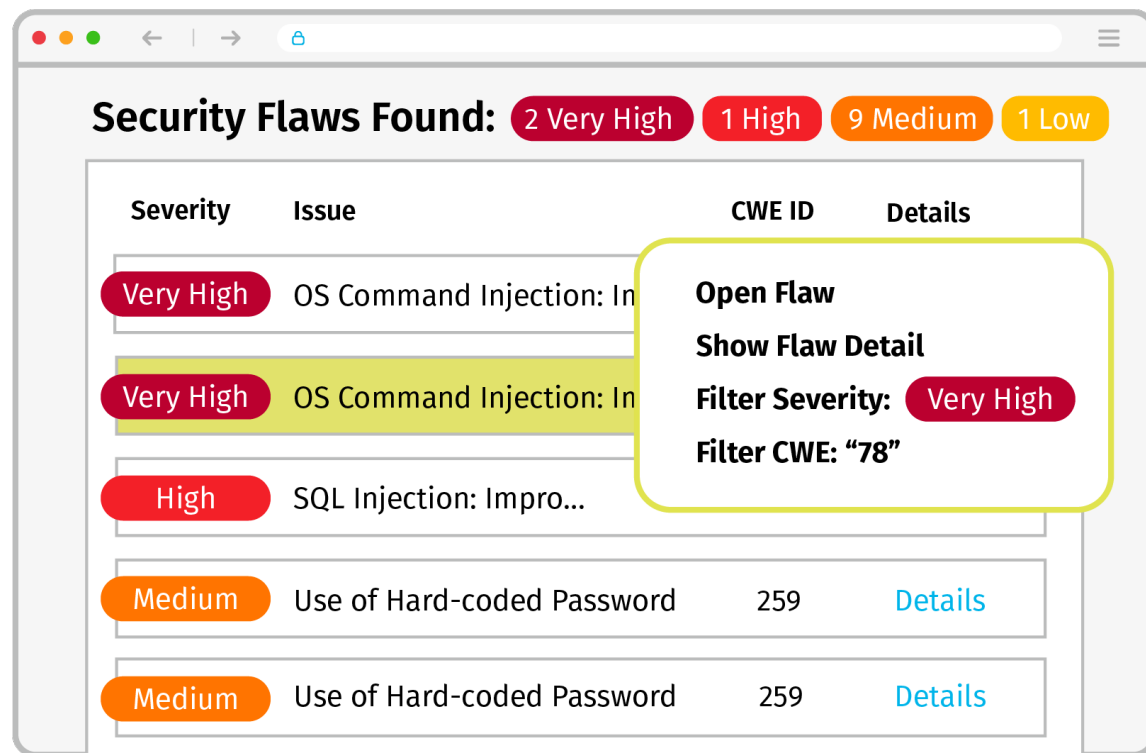 Security Flaws Found: 2 Very High 1 High 9 Medium 1 Low
Severity Issue CWE ID Details
Very High OS Command Injection: Im
Open Flaw
Show Flaw Detail
Very High OS Command Injection: Im
Filter Severity: Very High
Filter CWE: “78”
High SQL Injection: Impro...
Medium Use of Hard-coded Password 259 Details
Medium Use of Hard-coded Password 259 Details